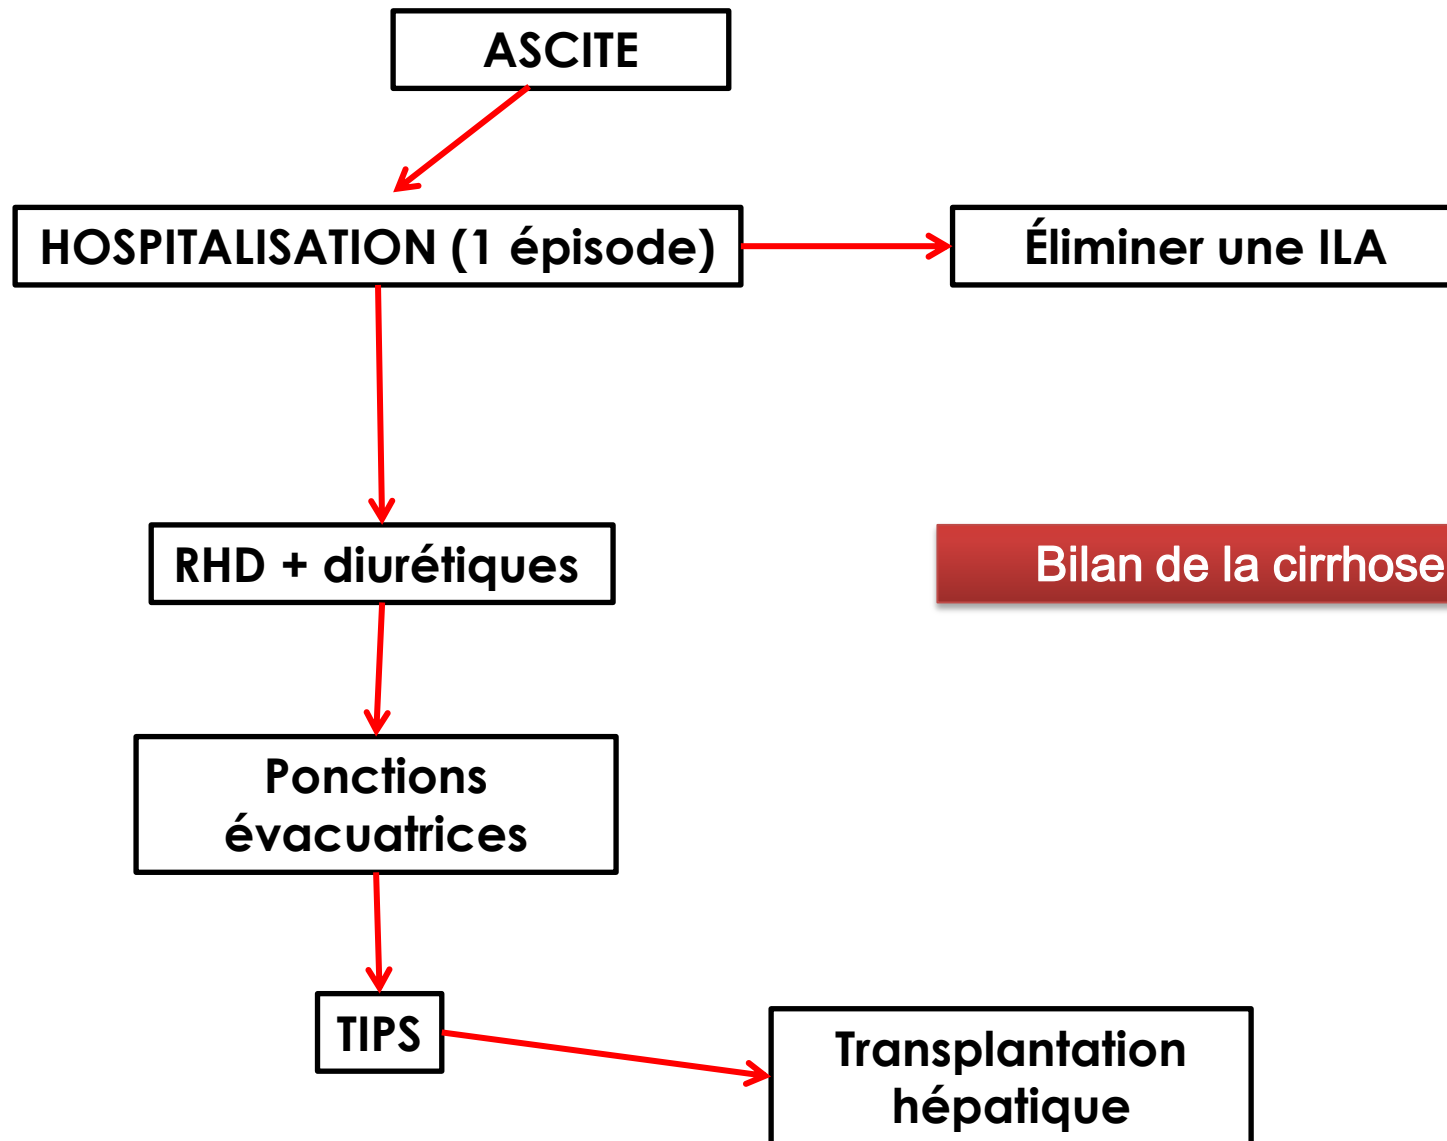 ASCITE
HOSPITALISATION (1 épisode)
Éliminer une ILA
RHD + diurétiques
Bilan de la cirrhose
Ponctions
évacuatrices
TIPS
Transplantation
hépatique